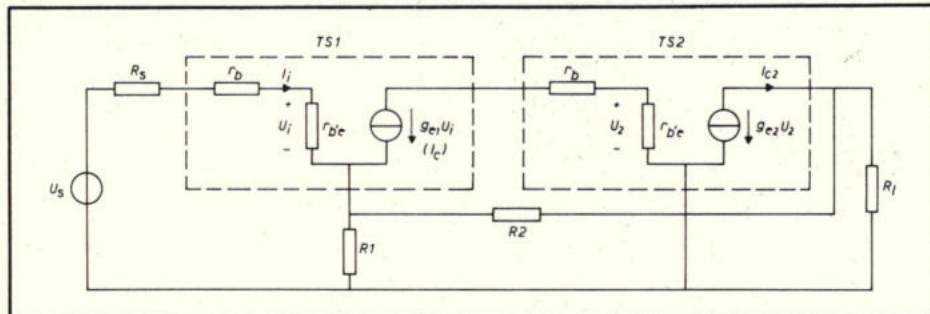 TS1
TS2
R_s
r_b
I_i
r_b
I_c2
U_i
r_b'e
g_e1 U_i
(I_c)
U_2
r_b'e
g_e2 U_2
U_s
R_l
R2
R1
+
−
+
−